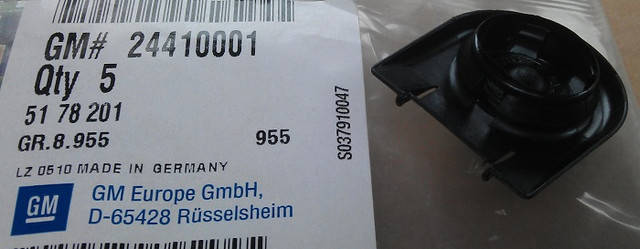 GM# 24410001
Qty 5
51 78 201
GR.8.955 955
LZ 0510 MADE IN GERMANY
GM
GM Europe GmbH,
D-65428 Rüsselsheim
S037910047